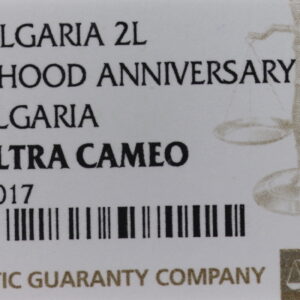 LGARIA 2L
HOOD ANNIVERSARY
LGARIA
LTRA CAMEO
017
TIC GUARANTY COMPANY